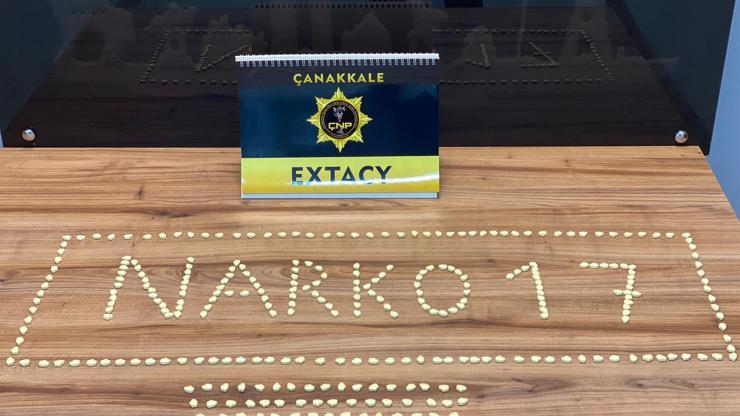 ÇANAKKALE
ÇNP
EXTACY
NARKO 17